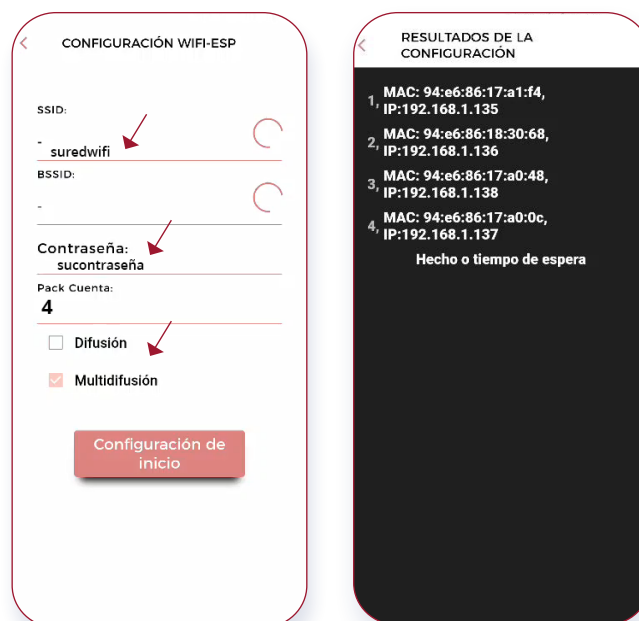 CONFIGURACIÓN WIFI-ESP
SSID:
-
suredwifi
BSSID:
-
Contraseña:
sucontraseña
Pack Cuenta:
4
Difusión
Multidifusión
Configuración de
inicio
RESULTADOS DE LA
CONFIGURACIÓN
1, MAC: 94:e6:86:17:a1:f4,
IP:192.168.1.135
2, MAC: 94:e6:86:18:30:68,
IP:192.168.1.136
3, MAC: 94:e6:86:17:a0:48,
IP:192.168.1.138
4, MAC: 94:e6:86:17:a0:0c,
IP:192.168.1.137
Hecho o tiempo de espera